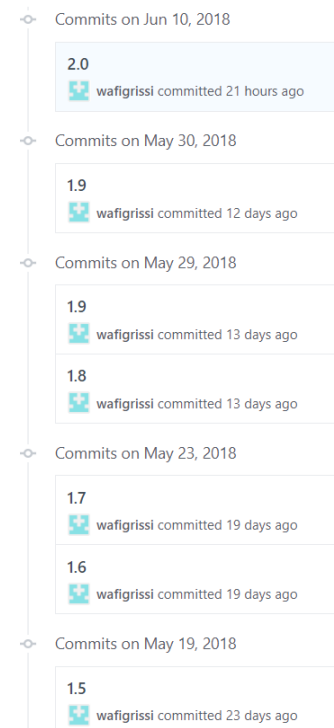 Commits on Jun 10, 2018
2.0
wafigrissi committed 21 hours ago
Commits on May 30, 2018
1.9
wafigrissi committed 12 days ago
Commits on May 29, 2018
1.9
wafigrissi committed 13 days ago
1.8
wafigrissi committed 13 days ago
Commits on May 23, 2018
1.7
wafigrissi committed 19 days ago
1.6
wafigrissi committed 19 days ago
Commits on May 19, 2018
1.5
wafigrissi committed 23 days ago